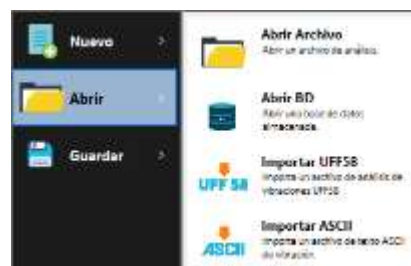 Nuevo
Abrir
Guardar
Abrir Archivo
Abrir un archivo de análisis.
Abrir BD
Abrir una base de datos
almacenada.
UFF 58
Importar UFF58
Importa un archivo de análisis de
vibraciones UFF58
ASCII
Importar ASCII
Importa un archivo de texto ASCII
de vibración.